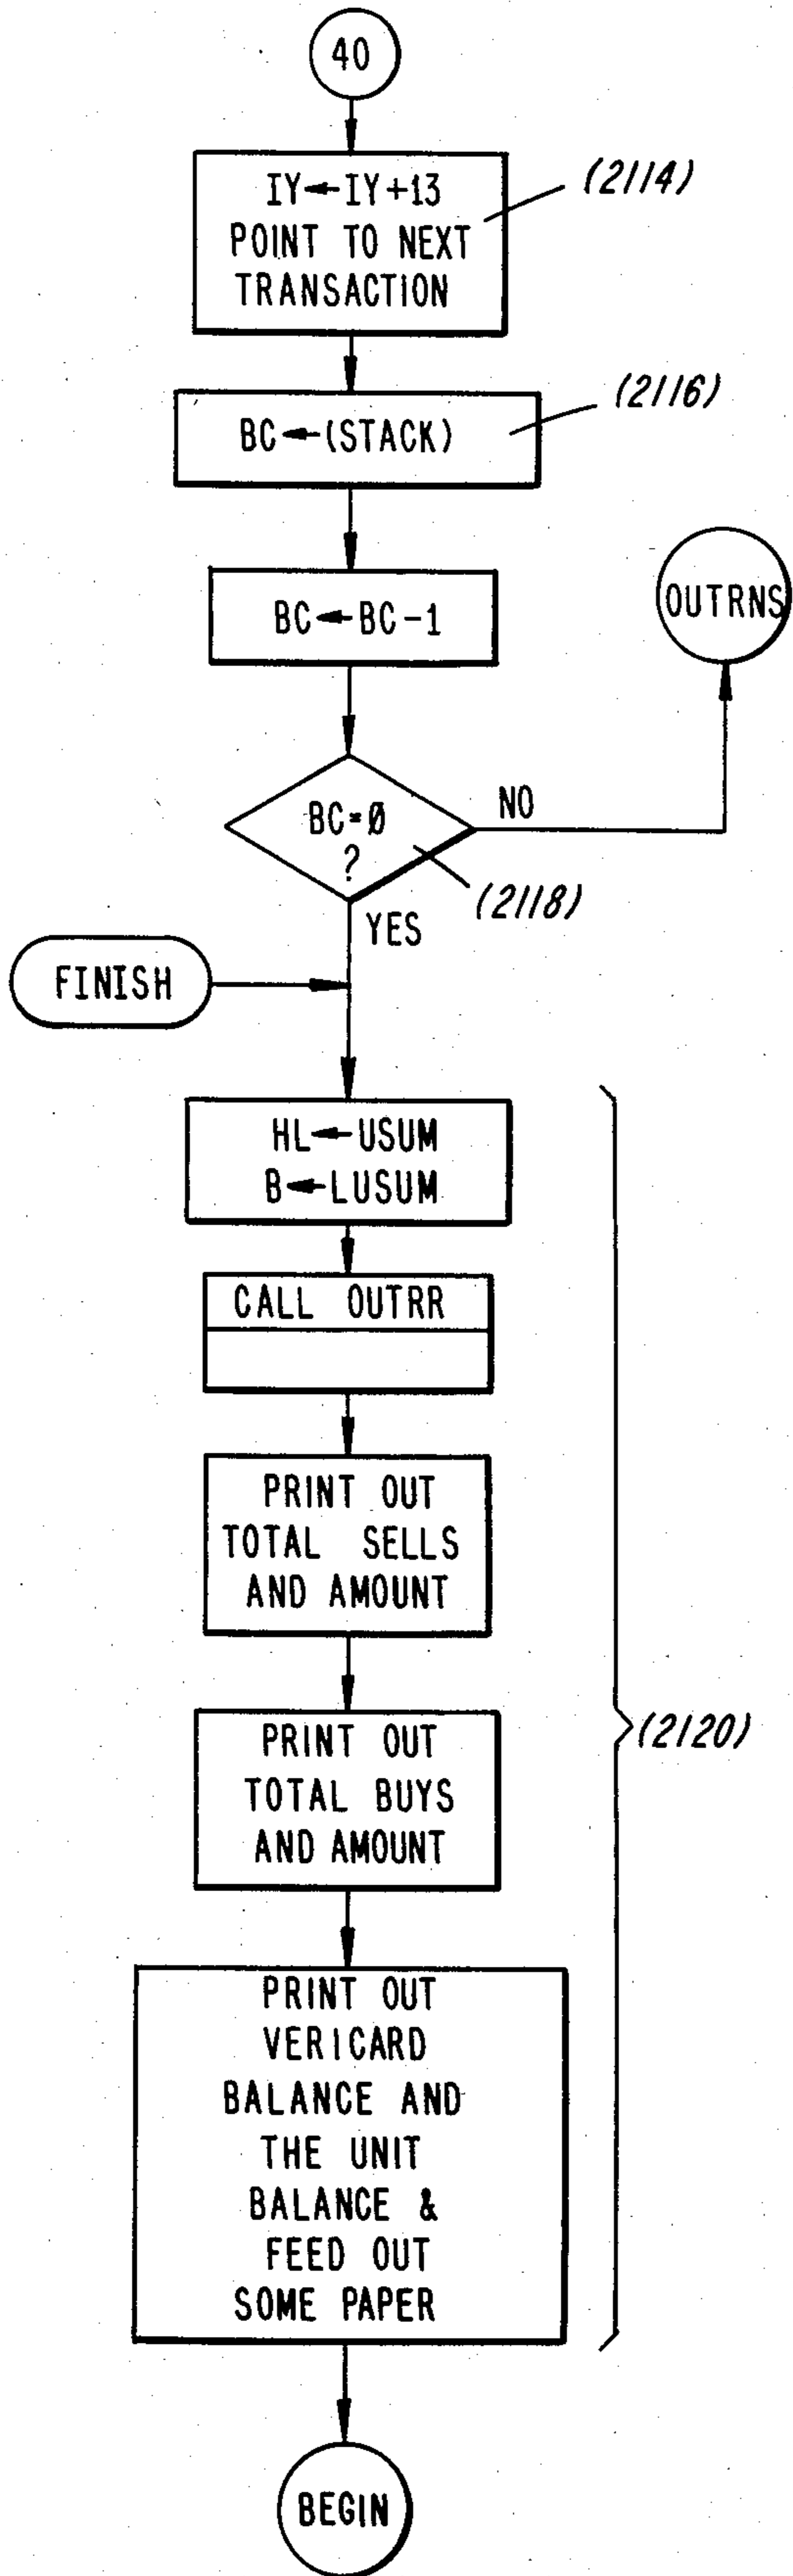 40
IY←IY+13
POINT TO NEXT
TRANSACTION
(2114)
BC←(STACK)
(2116)
BC←BC-1
OUTRNS
BC=Ø
?
NO
(2118)
YES
FINISH
HL←USUM
B←LUSUM
CALL OUTRR
PRINT OUT
TOTAL SELLS
AND AMOUNT
PRINT OUT
TOTAL BUYS
AND AMOUNT
(2120)
PRINT OUT
VERICARD
BALANCE AND
THE UNIT
BALANCE &
FEED OUT
SOME PAPER
BEGIN